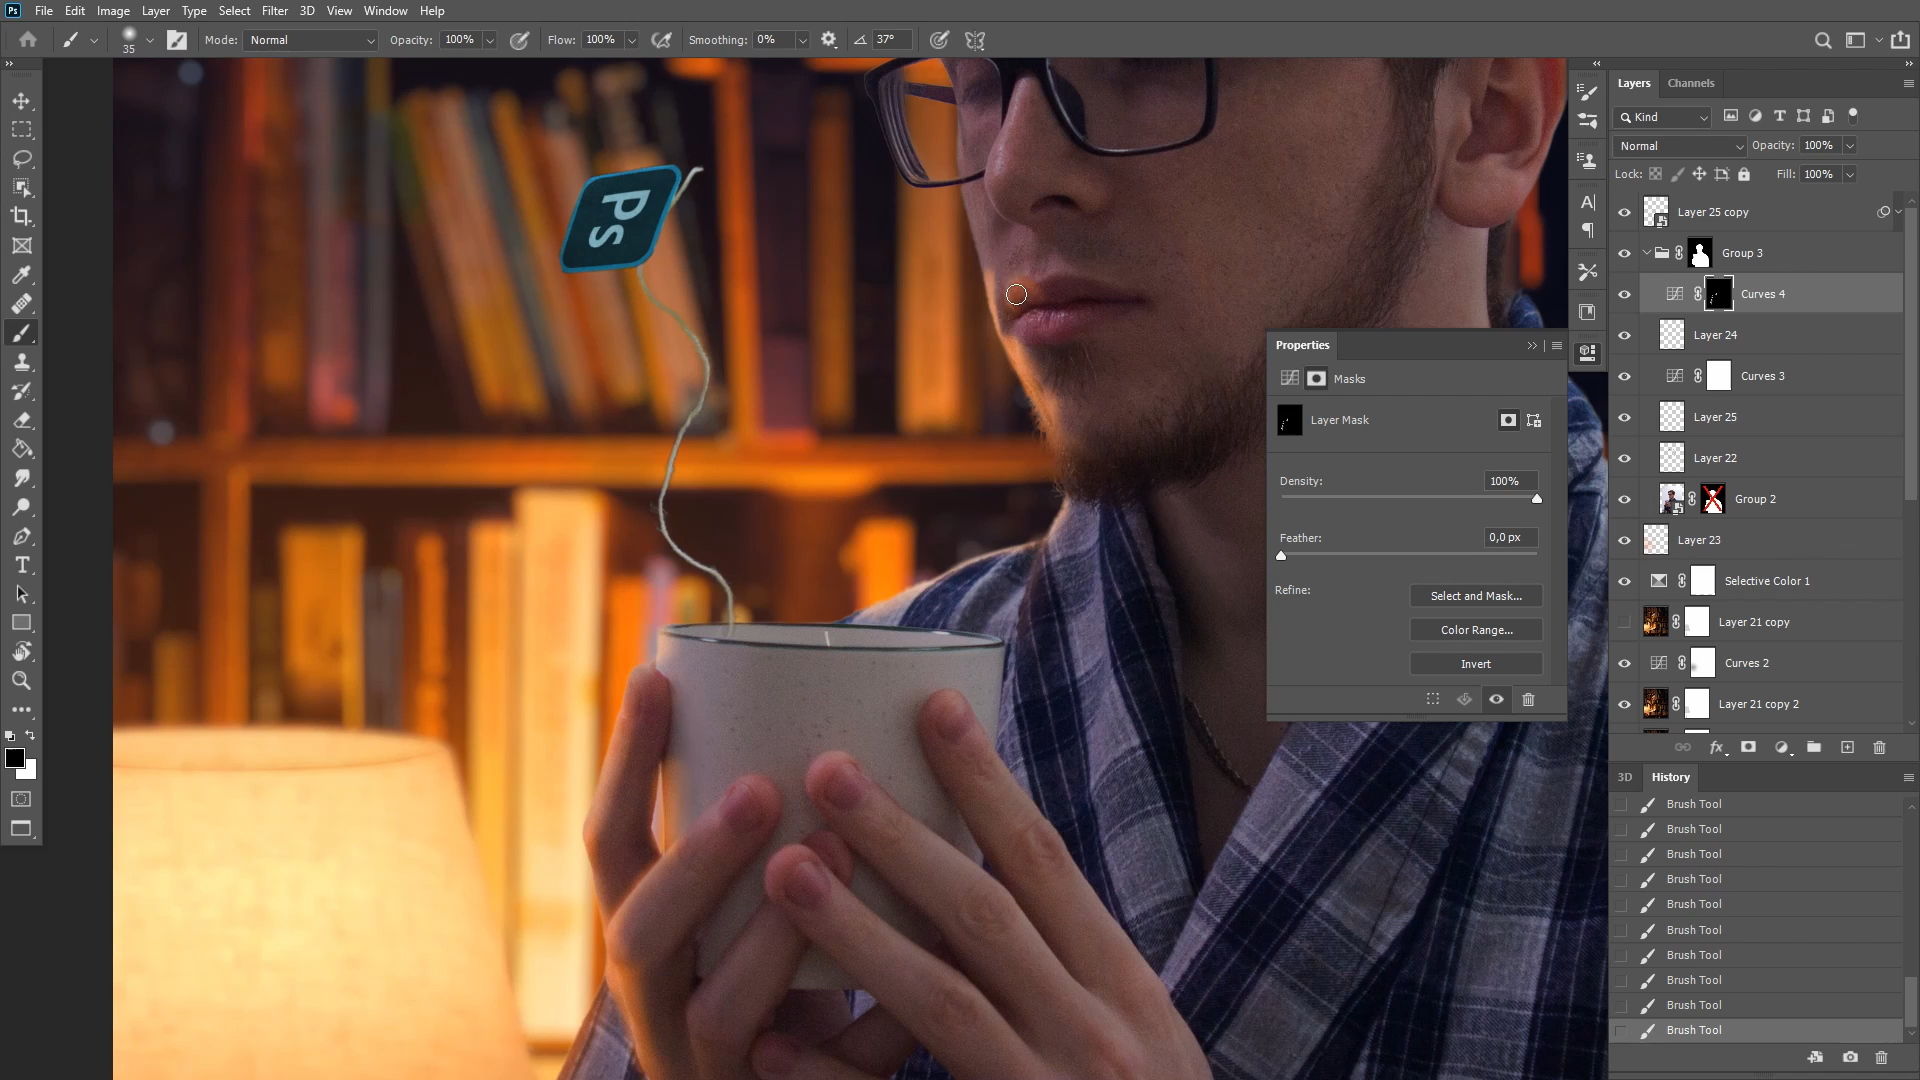 Ps
File Edit Image Layer Type Select Filter 3D View Window Help
35 Mode: Normal Opacity: 100% Flow: 100% Smoothing: 0% 37°
Ps
Layers Channels
Kind
Normal Opacity: 100%
Lock: Fill: 100%
Layer 25 copy
Group 3
Curves 4
Layer 24
Curves 3
Layer 25
Layer 22
Group 2
Layer 23
Selective Color 1
Layer 21 copy
Curves 2
Layer 21 copy 2
Properties
Masks
Layer Mask
Density: 100%
Feather: 0,0 px
Refine:
Select and Mask...
Color Range...
Invert
fx
3D History
Brush Tool
Brush Tool
Brush Tool
Brush Tool
Brush Tool
Brush Tool
Brush Tool
Brush Tool
Brush Tool
Brush Tool